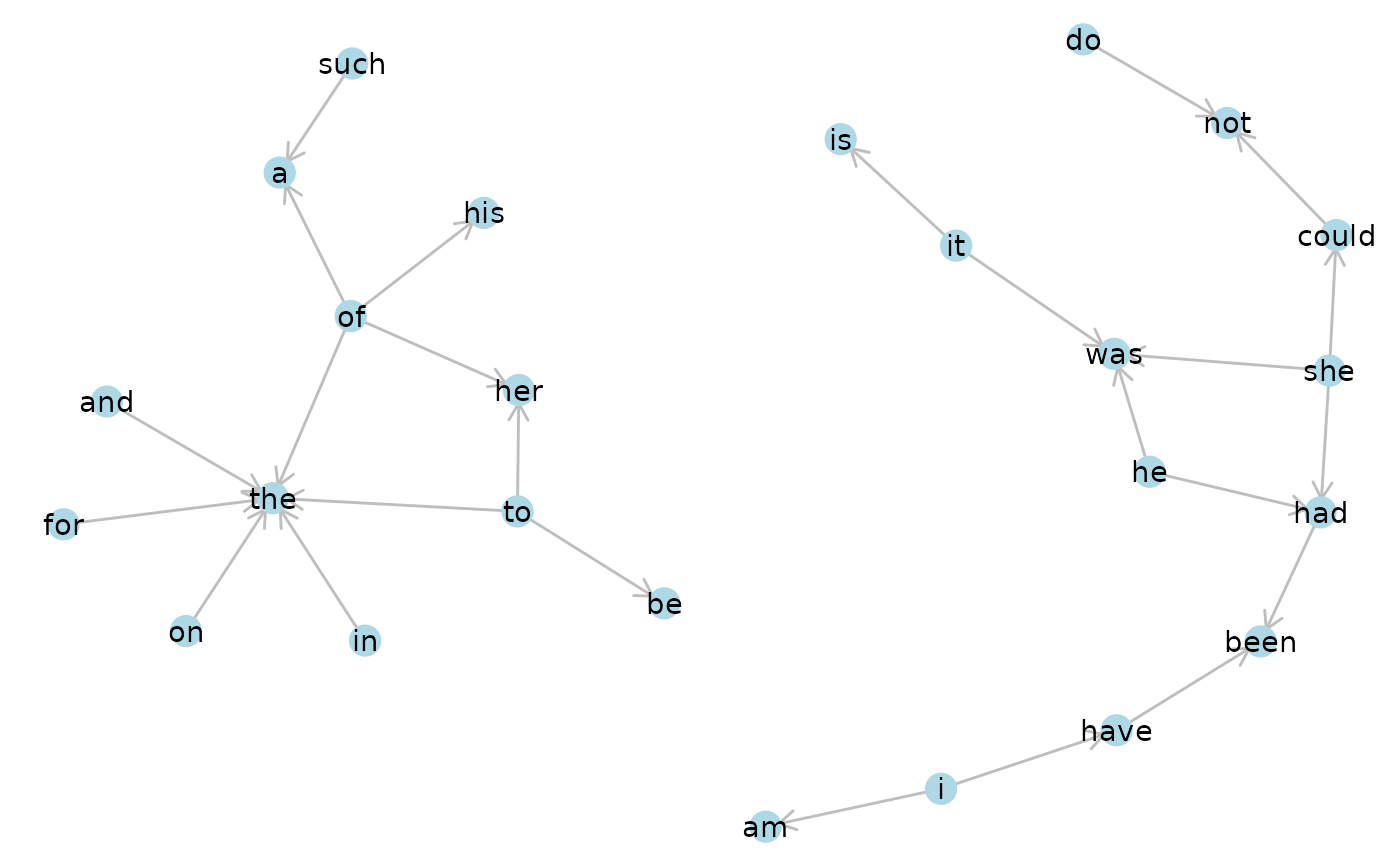 such
a
his
of
her
and
the
to
for
be
on
in
do
not
is
could
it
was
she
he
had
been
have
i
am